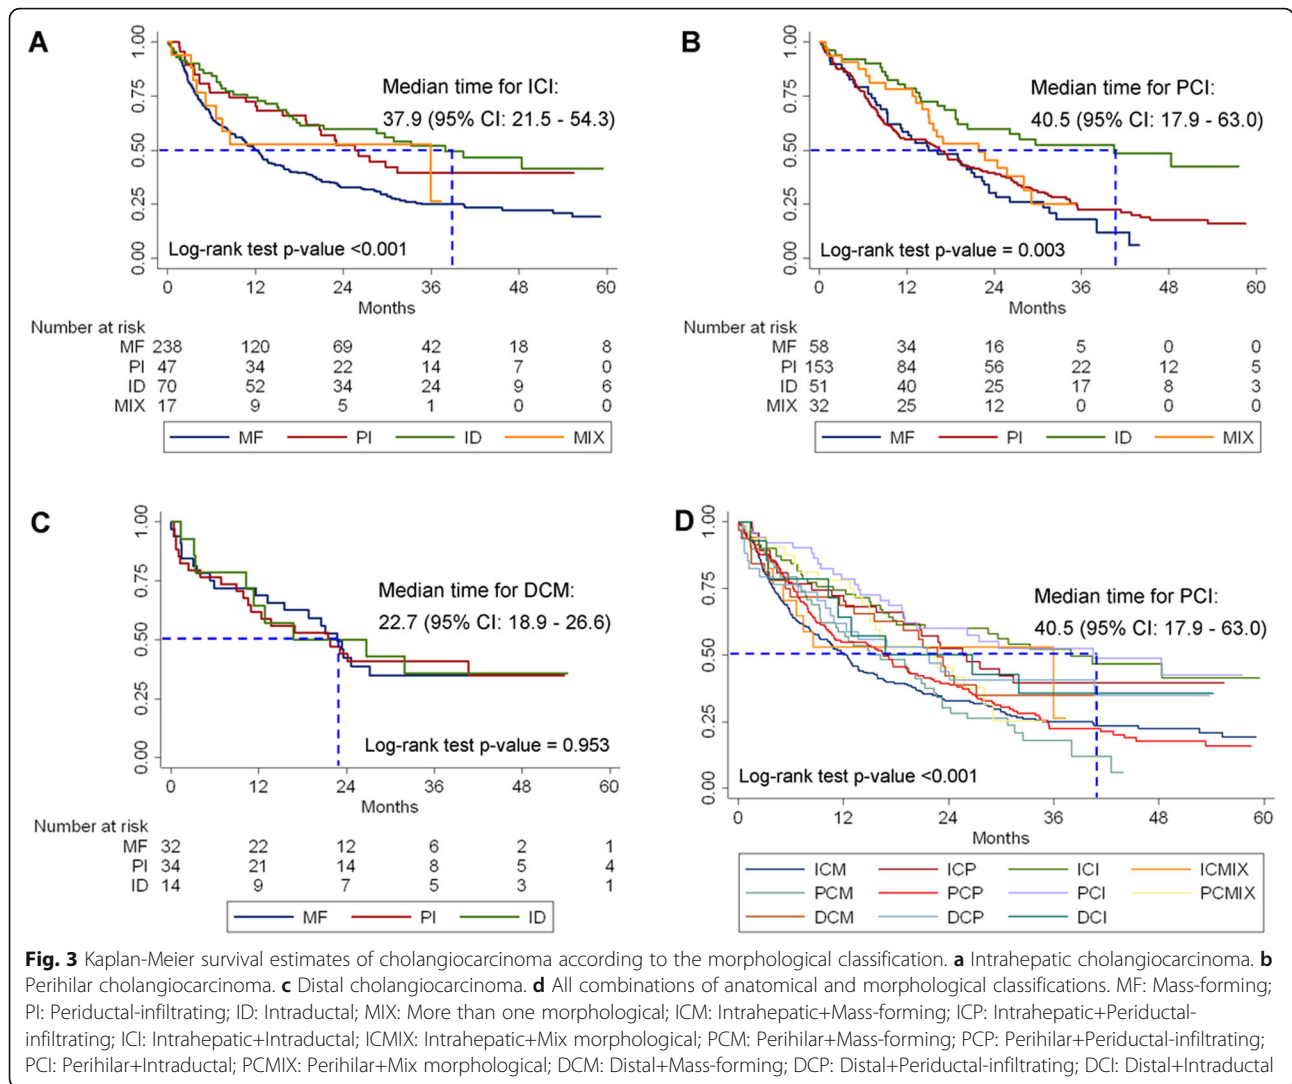 A
1.00
0.75
0.50
0.25
0.00
Median time for ICI:
37.9 (95% CI: 21.5 - 54.3)
Log-rank test p-value <0.001
0 12 24 36 48 60
Months
Number at risk
MF 238 120 69 42 18 8
PI 47 34 22 14 7 0
ID 70 52 34 24 9 6
MIX 17 9 5 1 0 0
MF PI ID MIX
B
1.00
0.75
0.50
0.25
0.00
Median time for PCI:
40.5 (95% CI: 17.9 - 63.0)
Log-rank test p-value = 0.003
0 12 24 36 48 60
Months
Number at risk
MF 58 34 16 5 0 0
PI 153 84 56 22 12 5
ID 51 40 25 17 8 3
MIX 32 25 12 0 0 0
MF PI ID MIX
C
1.00
0.75
0.50
0.25
0.00
Median time for DCM:
22.7 (95% CI: 18.9 - 26.6)
Log-rank test p-value = 0.953
0 12 24 36 48 60
Months
Number at risk
MF 32 22 12 6 2 1
PI 34 21 14 8 5 4
ID 14 9 7 5 3 1
MF PI ID
D
1.00
0.75
0.50
0.25
0.00
Median time for PCI:
40.5 (95% CI: 17.9 - 63.0)
Log-rank test p-value <0.001
0 12 24 36 48 60
Months
ICM ICP ICI ICMIX
PCM PCP PCI PCMIX
DCM DCP DCI
Fig. 3 Kaplan-Meier survival estimates of cholangiocarcinoma according to the morphological classification. a Intrahepatic cholangiocarcinoma. b
Perihilar cholangiocarcinoma. c Distal cholangiocarcinoma. d All combinations of anatomical and morphological classifications. MF: Mass-forming;
PI: Periductal-infiltrating; ID: Intraductal; MIX: More than one morphological; ICM: Intrahepatic+Mass-forming; ICP: Intrahepatic+Periductal-
infiltrating; ICI: Intrahepatic+Intraductal; ICMIX: Intrahepatic+Mix morphological; PCM: Perihilar+Mass-forming; PCP: Perihilar+Periductal-infiltrating;
PCI: Perihilar+Intraductal; PCMIX: Perihilar+Mix morphological; DCM: Distal+Mass-forming; DCP: Distal+Periductal-infiltrating; DCI: Distal+Intraductal